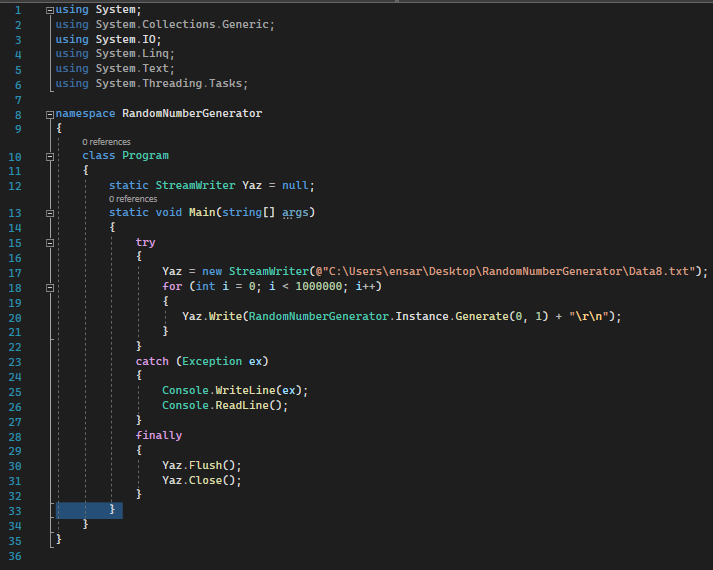 1 using System;
2 using System.Collections.Generic;
3 using System.IO;
4 using System.Linq;
5 using System.Text;
6 using System.Threading.Tasks;
7
8 namespace RandomNumberGenerator
9 {
0 references
10 class Program
11 {
12 static StreamWriter Yaz = null;
0 references
13 static void Main(string[] args)
14 {
15 try
16 {
17 Yaz = new StreamWriter(@"C:\Users\ensar\Desktop\RandomNumberGenerator\Data8.txt");
18 for (int i = 0; i < 1000000; i++)
19 {
20 Yaz.Write(RandomNumberGenerator.Instance.Generate(0, 1) + "\r\n");
21 }
22 }
23 catch (Exception ex)
24 {
25 Console.WriteLine(ex);
26 Console.ReadLine();
27 }
28 finally
29 {
30 Yaz.Flush();
31 Yaz.Close();
32 }
33 }
34 }
35 }
36